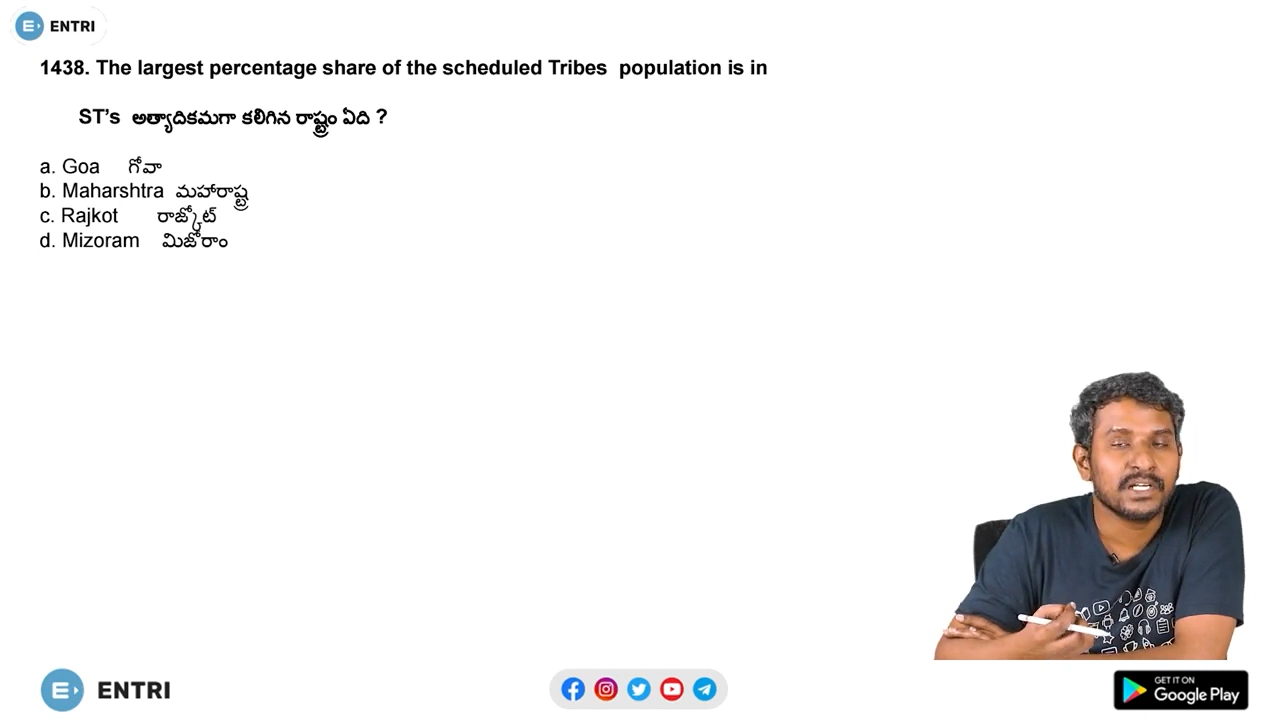 ENTRI
1438. The largest percentage share of the scheduled Tribes population is in
ST's అత్యాదికమగా కలిగిన రాష్ట్రం ఏది ?
a. Goa గోవా
b. Maharshtra మహారాష్ట్ర
c. Rajkot రాజ్కోట్
d. Mizoram మిజోరాం
ENTRI
GET IT ON
Google Play